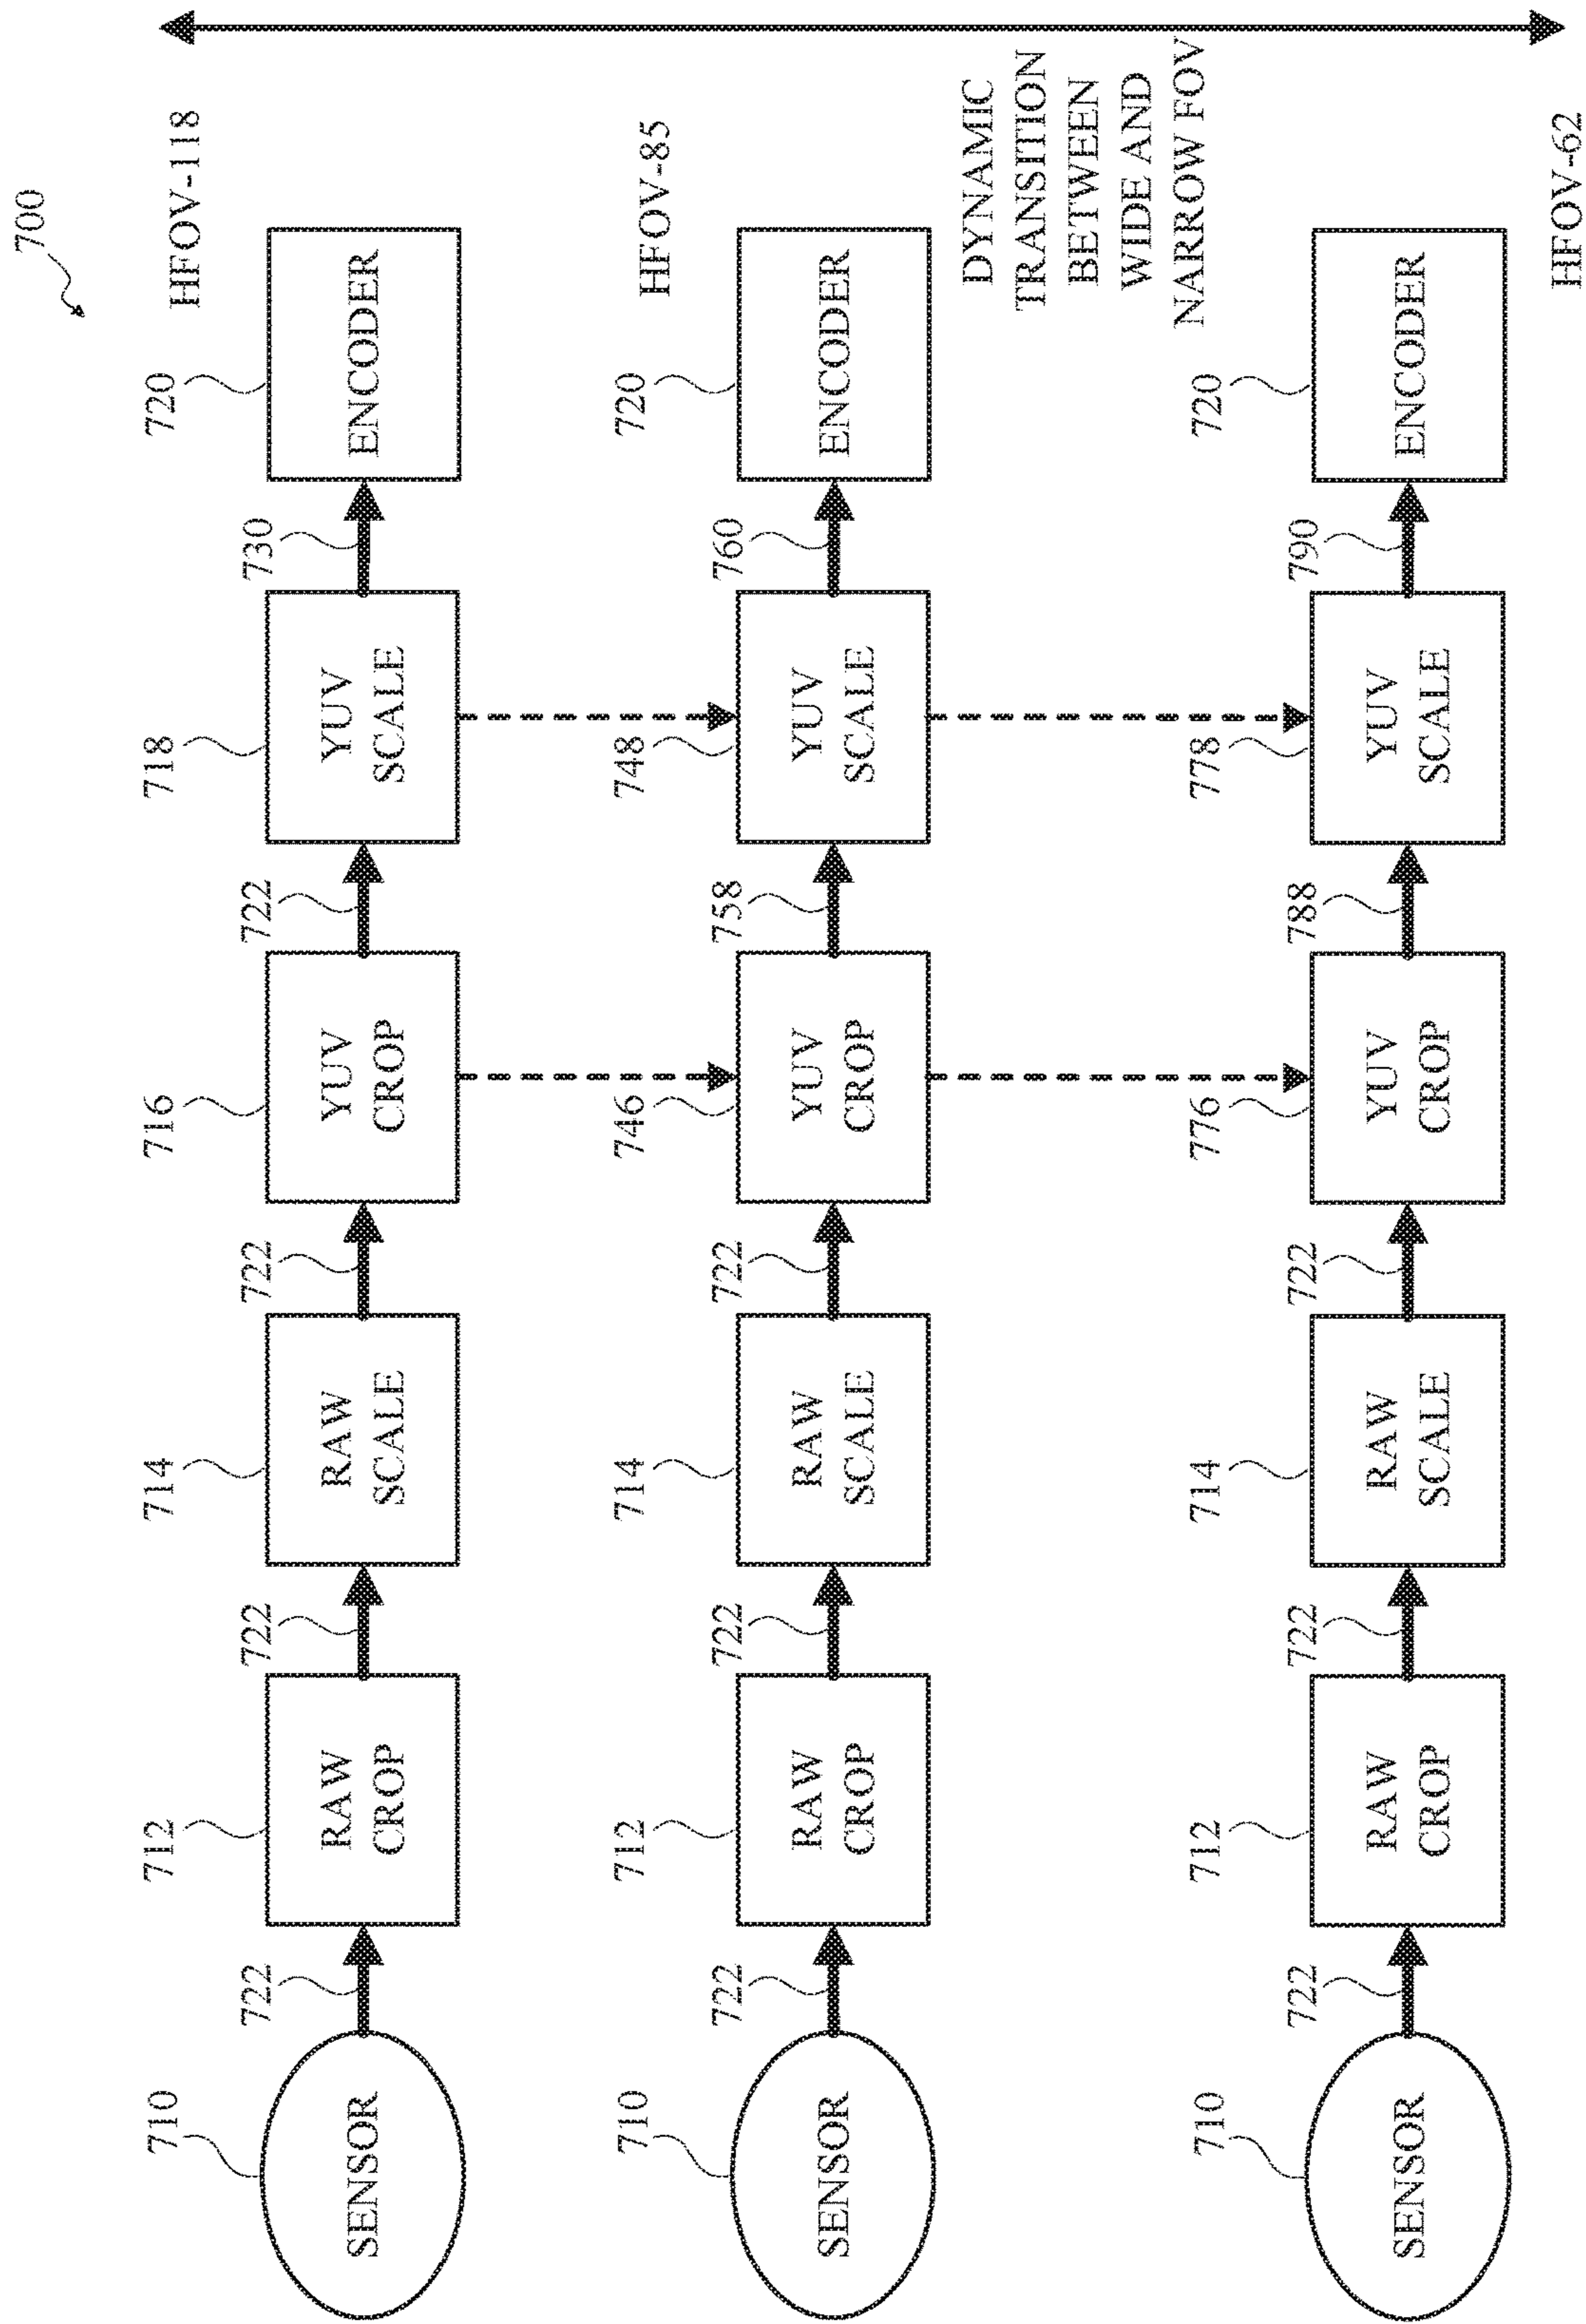 700
710
712
714
716
718
720
HFOV-118
722
722
722
722
730
SENSOR
RAW
CROP
RAW
SCALE
YUV
CROP
YUV
SCALE
ENCODER
710
712
714
746
748
720
HFOV-85
722
722
722
758
760
SENSOR
RAW
CROP
RAW
SCALE
YUV
CROP
YUV
SCALE
ENCODER
DYNAMIC
TRANSITION
BETWEEN
WIDE AND
NARROW FOV
710
712
714
776
778
720
722
722
722
788
790
SENSOR
RAW
CROP
RAW
SCALE
YUV
CROP
YUV
SCALE
ENCODER
HFOV-62